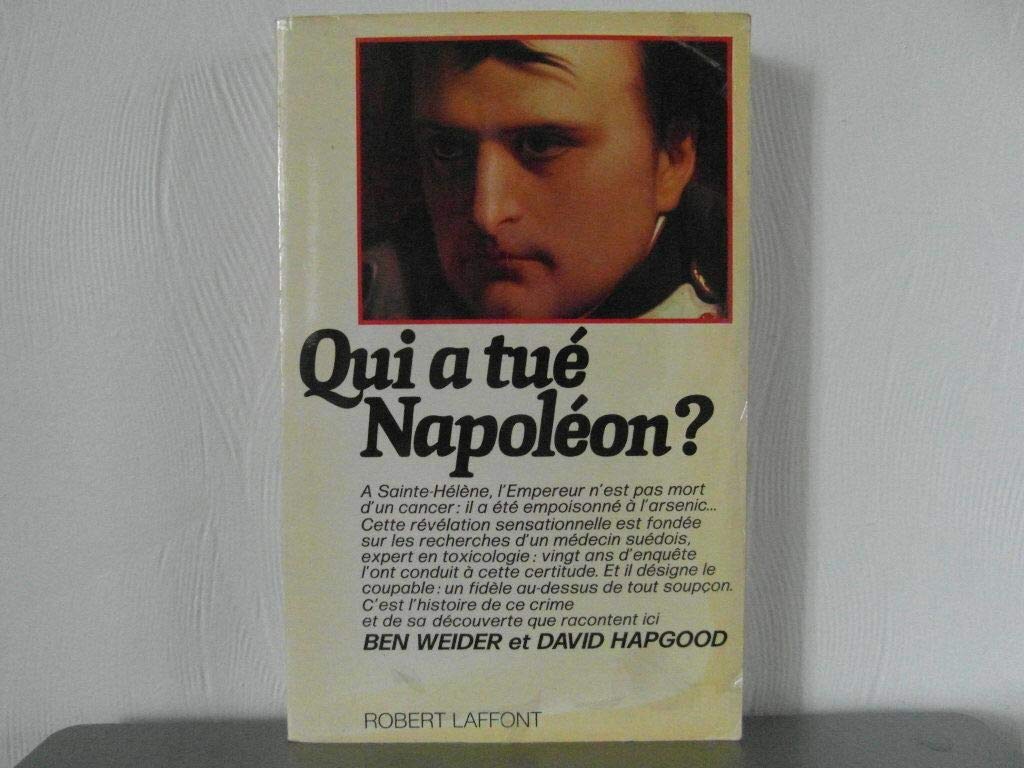 Qui a tué
Napoléon?
A Sainte-Hélène, l'Empereur n'est pas mort
d'un cancer : il a été empoisonné à l'arsenic...
Cette révélation sensationnelle est fondée
sur les recherches d'un médecin suédois,
expert en toxicologie : vingt ans d'enquête
l'ont conduit à cette certitude. Et il désigne le
coupable : un fidèle au-dessus de tout soupçon.
C'est l'histoire de ce crime
et de sa découverte que racontent ici
BEN WEIDER et DAVID HAPGOOD
ROBERT LAFFONT